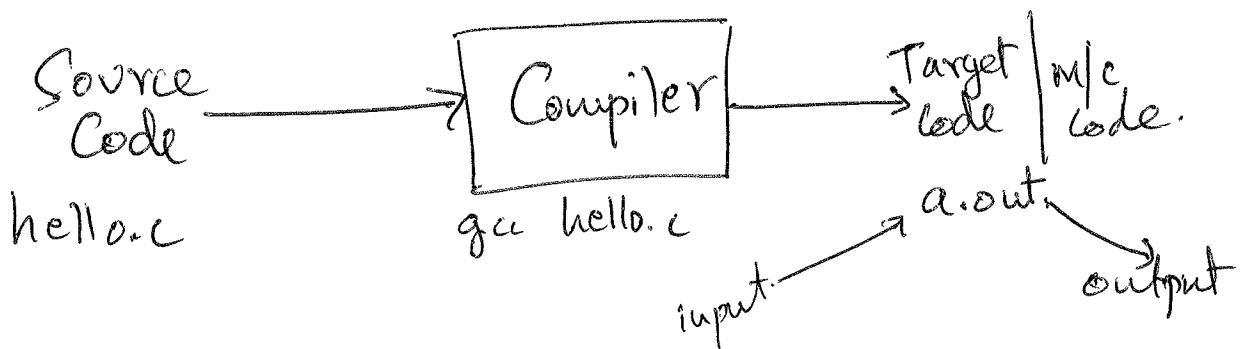 Source
Code
hello.c
Compiler
gcc hello.c
Target
Code
m/c
Code.
a.out.
input.
output